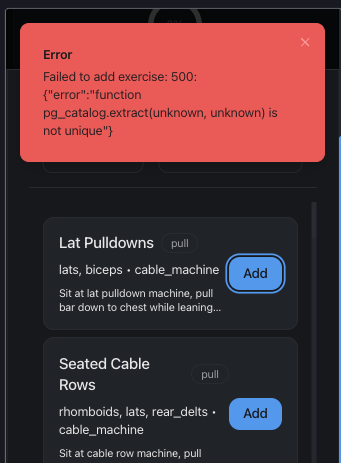 Error
Failed to add exercise: 500:
{"error":"function
pg_catalog.extract(unknown, unknown) is
not unique"}
Lat Pulldowns pull
lats, biceps • cable_machine
Add
Sit at lat pulldown machine, pull
bar down to chest while leaning...
Seated Cable
Rows
pull
rhomboids, lats, rear_delts •
cable_machine
Add
Sit at cable row machine, pull